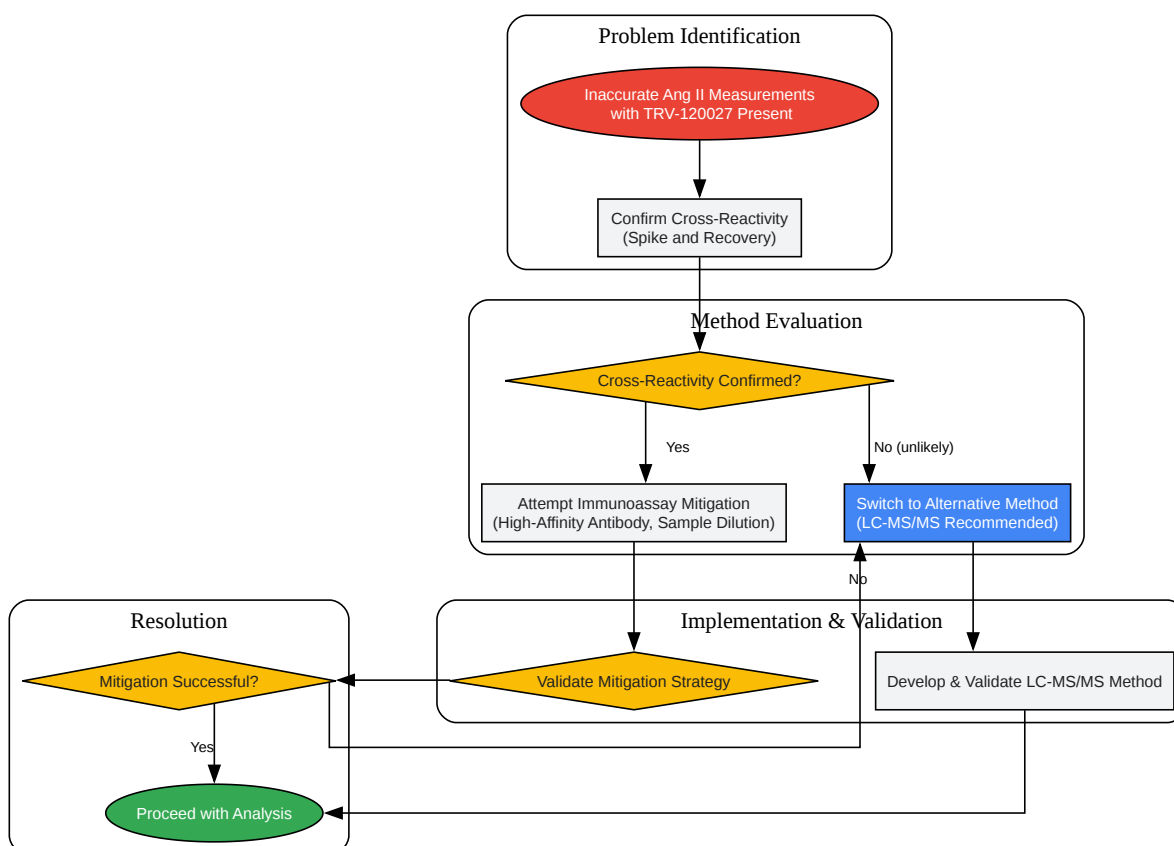 Problem Identification
Inaccurate Ang II Measurements
with TRV-120027 Present
Confirm Cross-Reactivity
(Spike and Recovery)
Method Evaluation
Cross-Reactivity Confirmed?
Yes
No (unlikely)
Attempt Immunoassay Mitigation
(High-Affinity Antibody, Sample Dilution)
Switch to Alternative Method
(LC-MS/MS Recommended)
No
Resolution
Implementation & Validation
Mitigation Successful?
Validate Mitigation Strategy
Develop & Validate LC-MS/MS Method
Yes
Proceed with Analysis